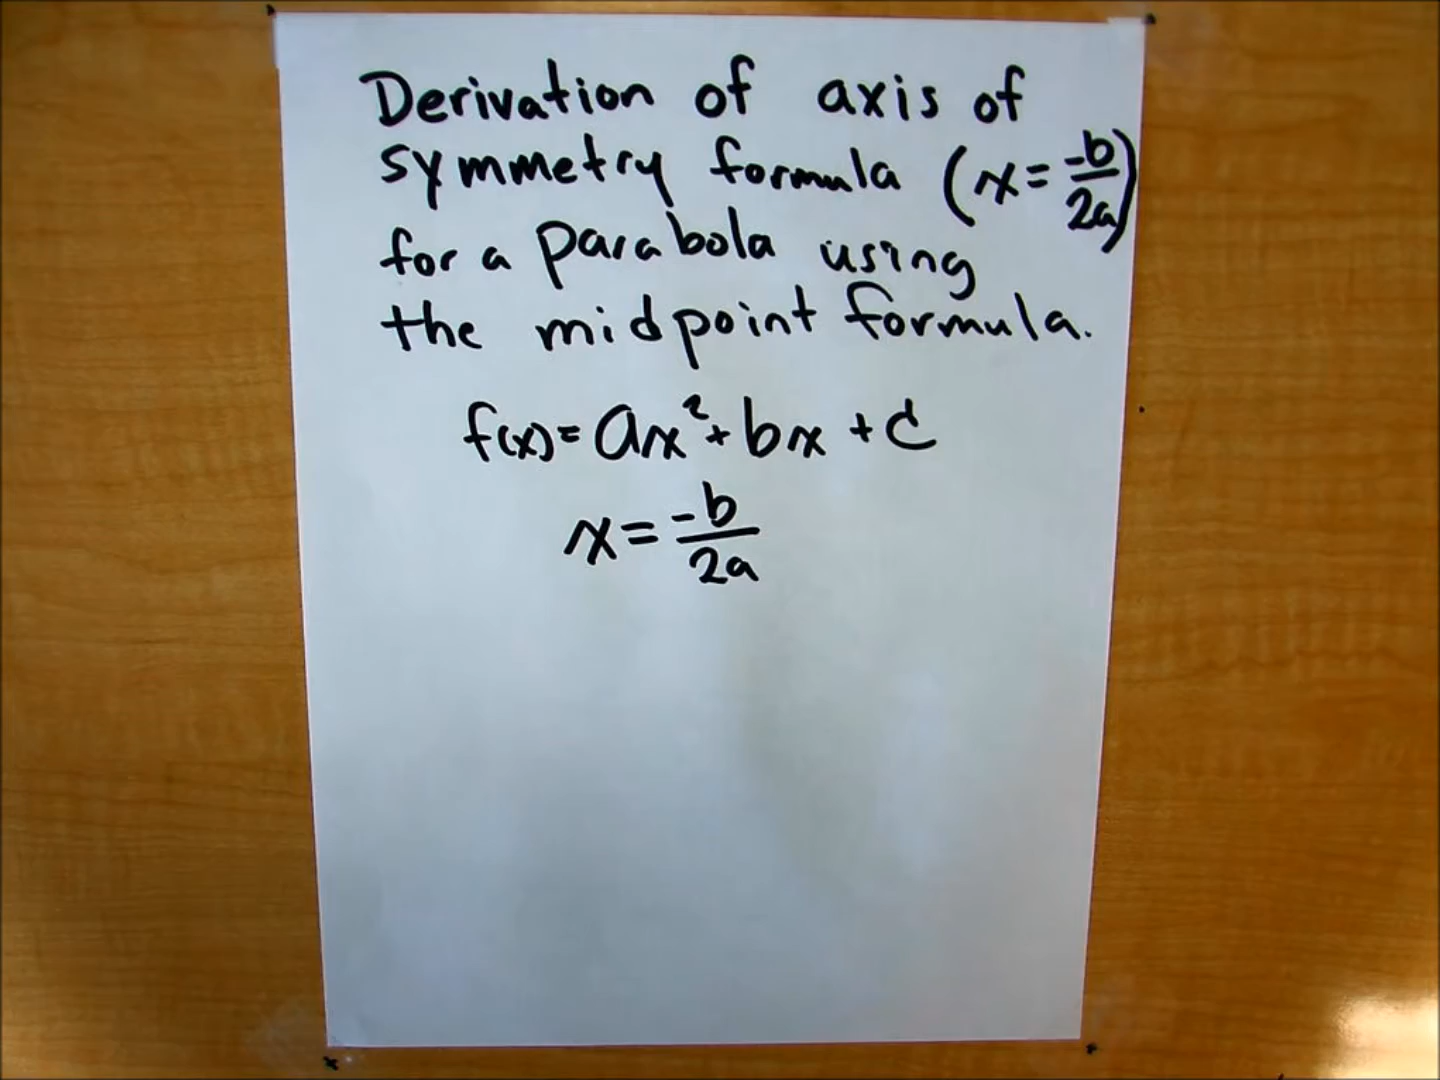 Derivation of axis of
symmetry formula (x = -b/2a)
for a parabola using
the midpoint formula.
f(x) = ax² + bx + c
x = -b/2a